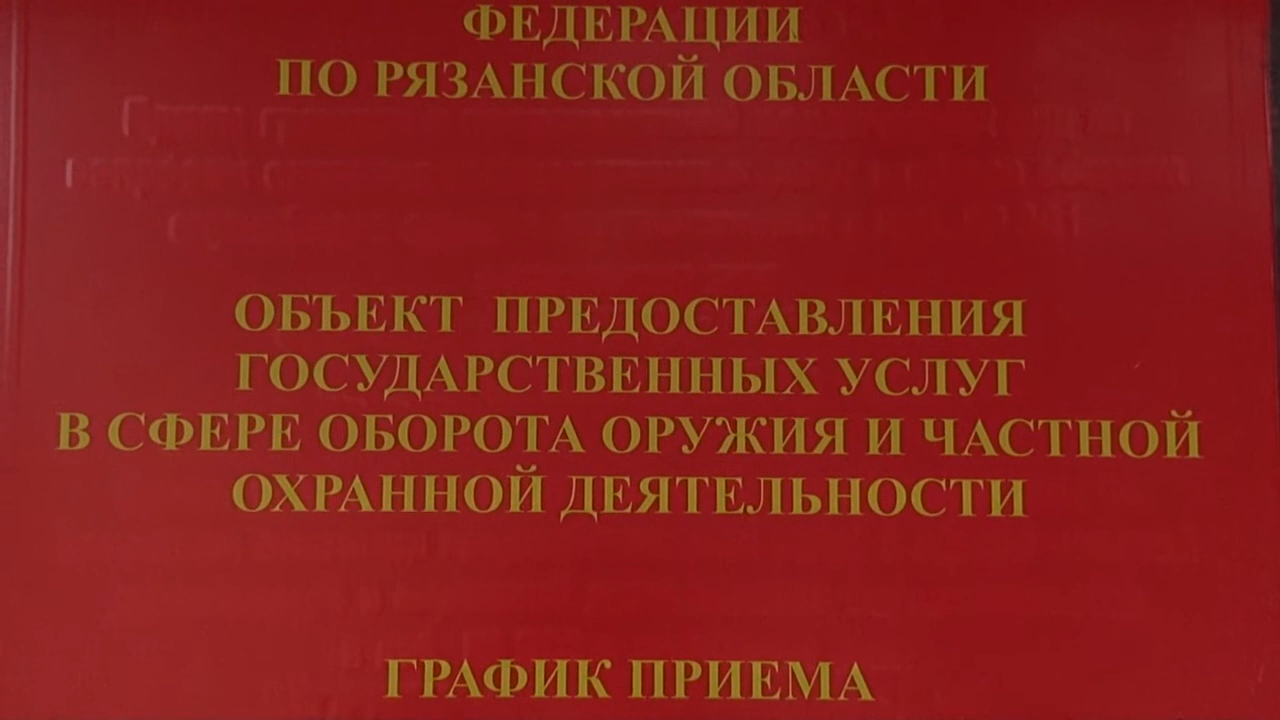 ФЕДЕРАЦИИ
ПО РЯЗАНСКОЙ ОБЛАСТИ
ОБЪЕКТ ПРЕДОСТАВЛЕНИЯ
ГОСУДАРСТВЕННЫХ УСЛУГ
В СФЕРЕ ОБОРОТА ОРУЖИЯ И ЧАСТНОЙ
ОХРАННОЙ ДЕЯТЕЛЬНОСТИ
ГРАФИК ПРИЕМА